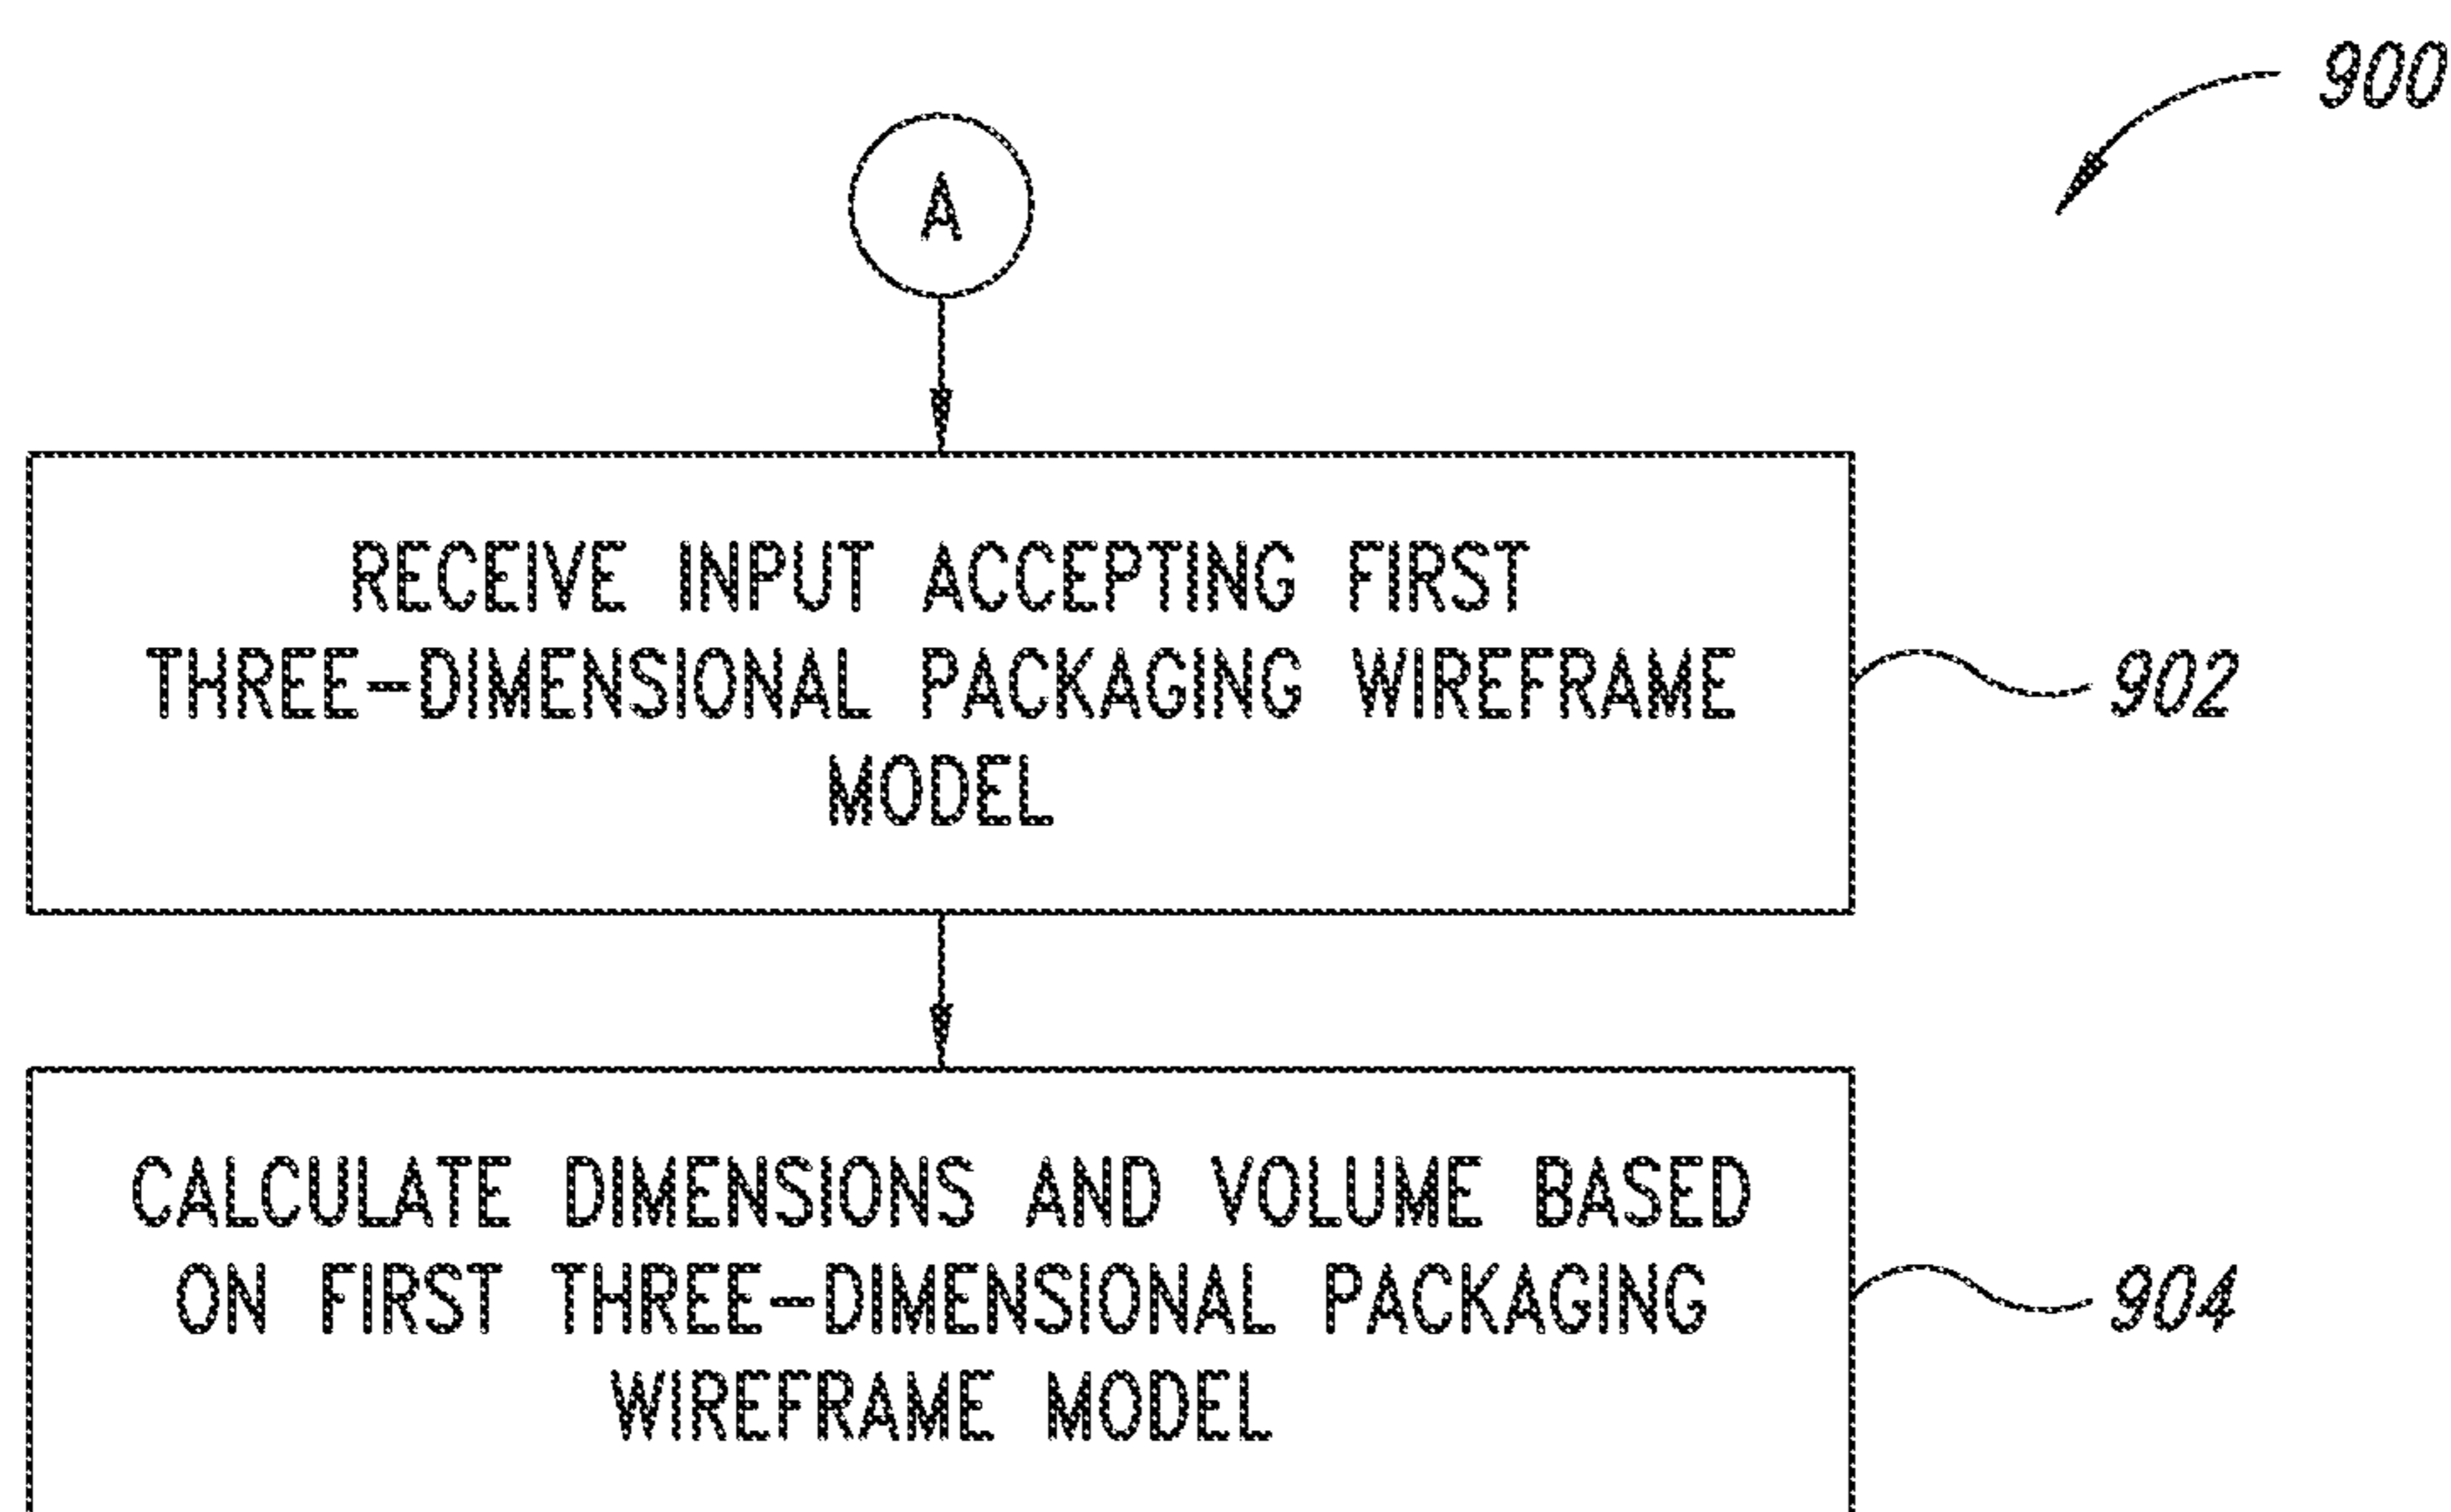 900
A
RECEIVE INPUT ACCEPTING FIRST
THREE-DIMENSIONAL PACKAGING WIREFRAME
MODEL
902
CALCULATE DIMENSIONS AND VOLUME BASED
ON FIRST THREE-DIMENSIONAL PACKAGING
WIREFRAME MODEL
904